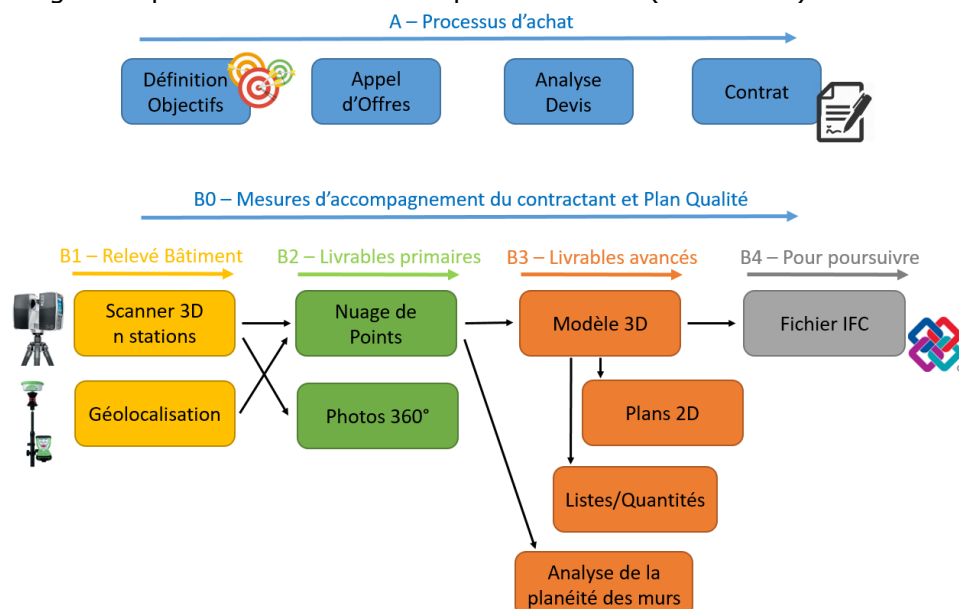 A – Processus d’achat
Définition
Objectifs
Appel
d’Offres
Analyse
Devis
Contrat
B0 – Mesures d’accompagnement du contractant et Plan Qualité
B1 – Relevé Bâtiment
B2 – Livrables primaires
B3 – Livrables avancés
B4 – Pour poursuivre
Scanner 3D
n stations
Nuage de
Points
Modèle 3D
Fichier IFC
Géolocalisation
Photos 360°
Plans 2D
Listes/Quantités
Analyse de la
planéité des murs